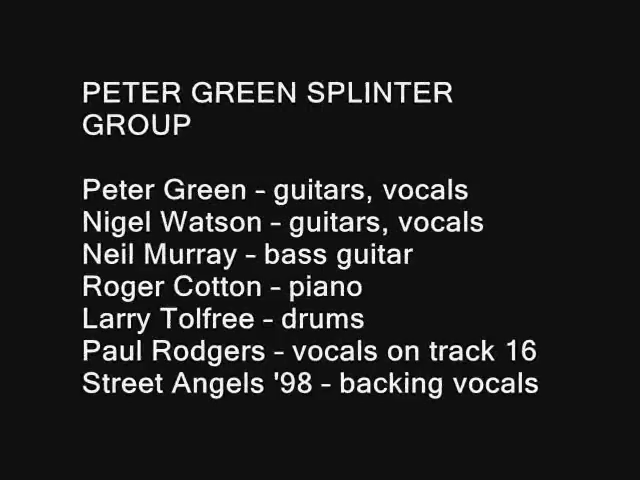 PETER GREEN SPLINTER
GROUP
Peter Green – guitars, vocals
Nigel Watson – guitars, vocals
Neil Murray – bass guitar
Roger Cotton – piano
Larry Tolfree – drums
Paul Rodgers – vocals on track 16
Street Angels '98 – backing vocals